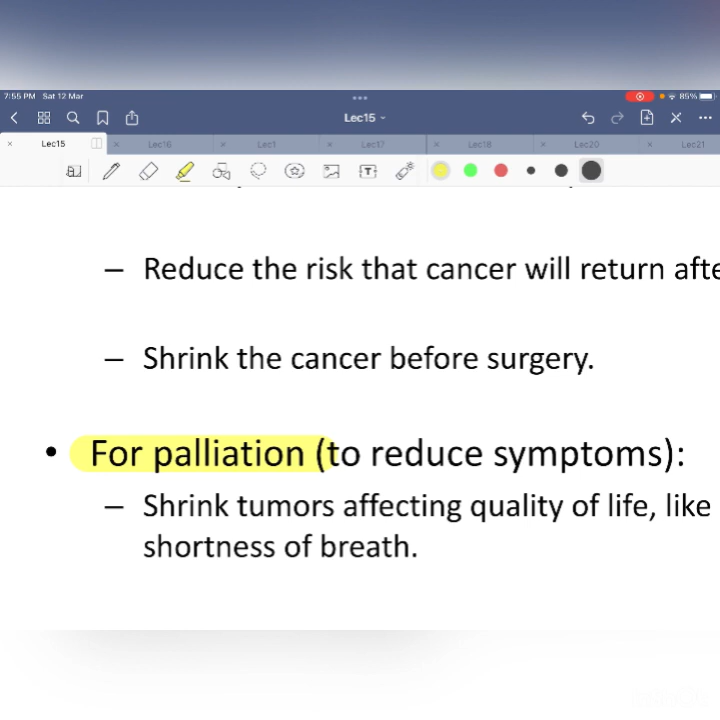 7:55 PM Sat 12 Mar
85%
Lec15
Lec15
Lec16
Lec1
Lec17
Lec18
Lec20
Lec21
– Reduce the risk that cancer will return afte
– Shrink the cancer before surgery.
• For palliation (to reduce symptoms):
– Shrink tumors affecting quality of life, like
shortness of breath.